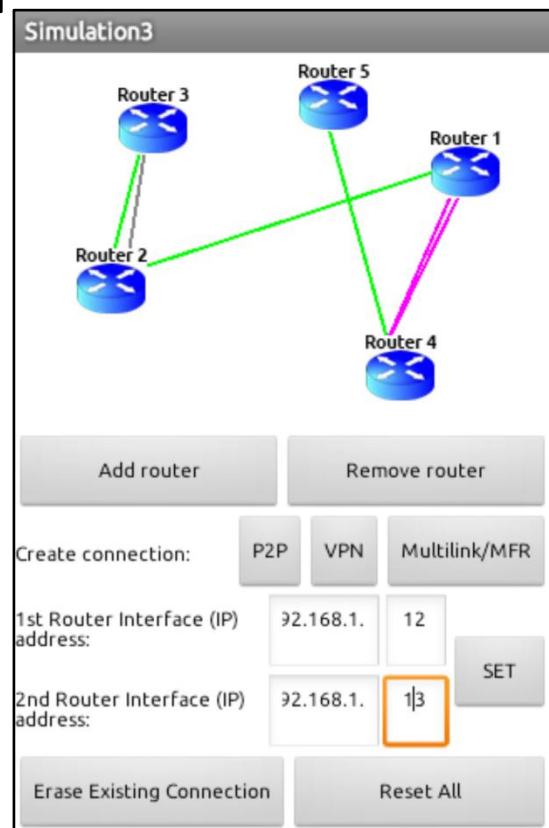 Simulation3
Router 5
Router 3
Router 1
Router 2
Router 4
Add router
Remove router
Create connection:
P2P
VPN
Multilink/MFR
1st Router Interface (IP)
address:
92.168.1.
12
SET
2nd Router Interface (IP)
address:
92.168.1.
13
Erase Existing Connection
Reset All